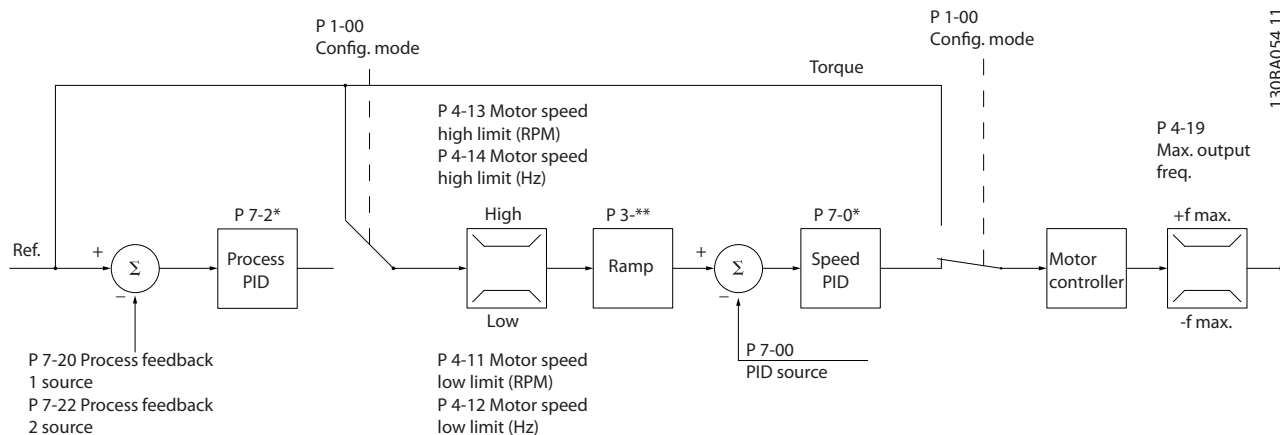 P 1-00
Config. mode
P 1-00
Config. mode
130BA054.11
Torque
P 4-13 Motor speed
high limit (RPM)
P 4-14 Motor speed
high limit (Hz)
P 4-19
Max. output
freq.
P 7-2*
High
P 3-**
P 7-0*
+f max.
Ref.
+
Σ
_
Process
PID
Ramp
+
Σ
_
Speed
PID
Motor
controller
Low
-f max.
P 7-20 Process feedback
1 source
P 7-22 Process feedback
2 source
P 4-11 Motor speed
low limit (RPM)
P 4-12 Motor speed
low limit (Hz)
P 7-00
PID source